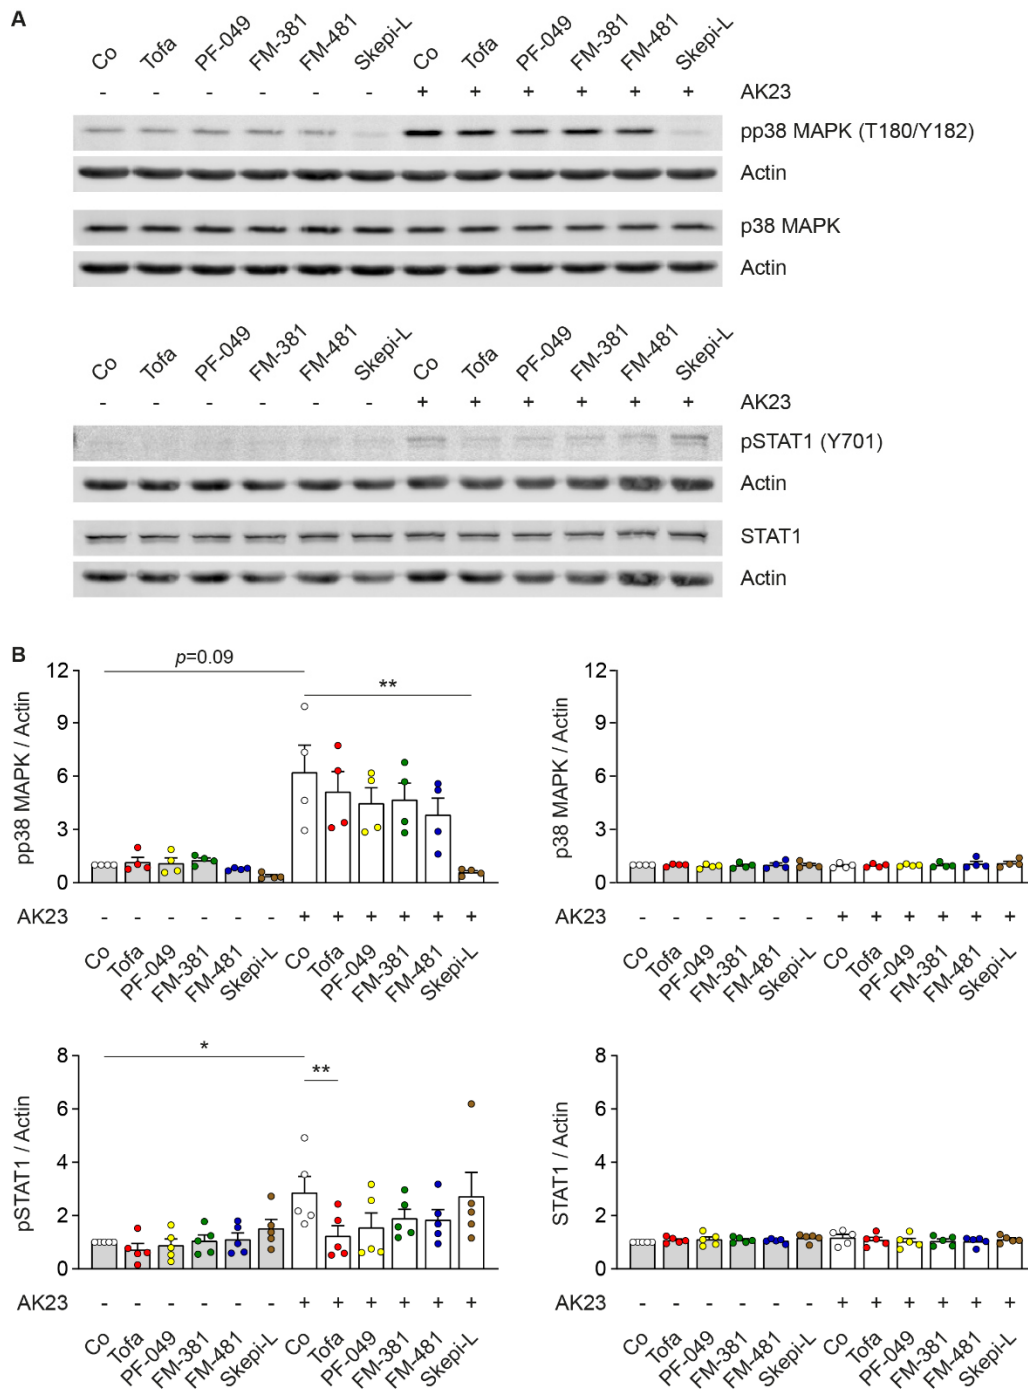 A
Co Tofa PF-049 FM-381 FM-481 Skepi-L Co Tofa PF-049 FM-381 FM-481 Skepi-L
- - - - - - + + + + + + AK23
pp38 MAPK (T180/Y182)
Actin
p38 MAPK
Actin
Co Tofa PF-049 FM-381 FM-481 Skepi-L Co Tofa PF-049 FM-381 FM-481 Skepi-L
- - - - - - + + + + + + AK23
pSTAT1 (Y701)
Actin
STAT1
Actin
B
pp38 MAPK / Actin
12
9
6
3
0
p=0.09
**
AK23 - - - - - - + + + + + +
Co Tofa PF-049 FM-381 FM-481 Skepi-L Co Tofa PF-049 FM-381 FM-481 Skepi-L
p38 MAPK / Actin
12
9
6
3
0
- - - - - - + + + + + +
Co Tofa PF-049 FM-381 FM-481 Skepi-L Co Tofa PF-049 FM-381 FM-481 Skepi-L
pSTAT1 / Actin
8
6
4
2
0
*
**
AK23 - - - - - - + + + + + +
Co Tofa PF-049 FM-381 FM-481 Skepi-L Co Tofa PF-049 FM-381 FM-481 Skepi-L
STAT1 / Actin
8
6
4
2
0
AK23 - - - - - - + + + + + +
Co Tofa PF-049 FM-381 FM-481 Skepi-L Co Tofa PF-049 FM-381 FM-481 Skepi-L